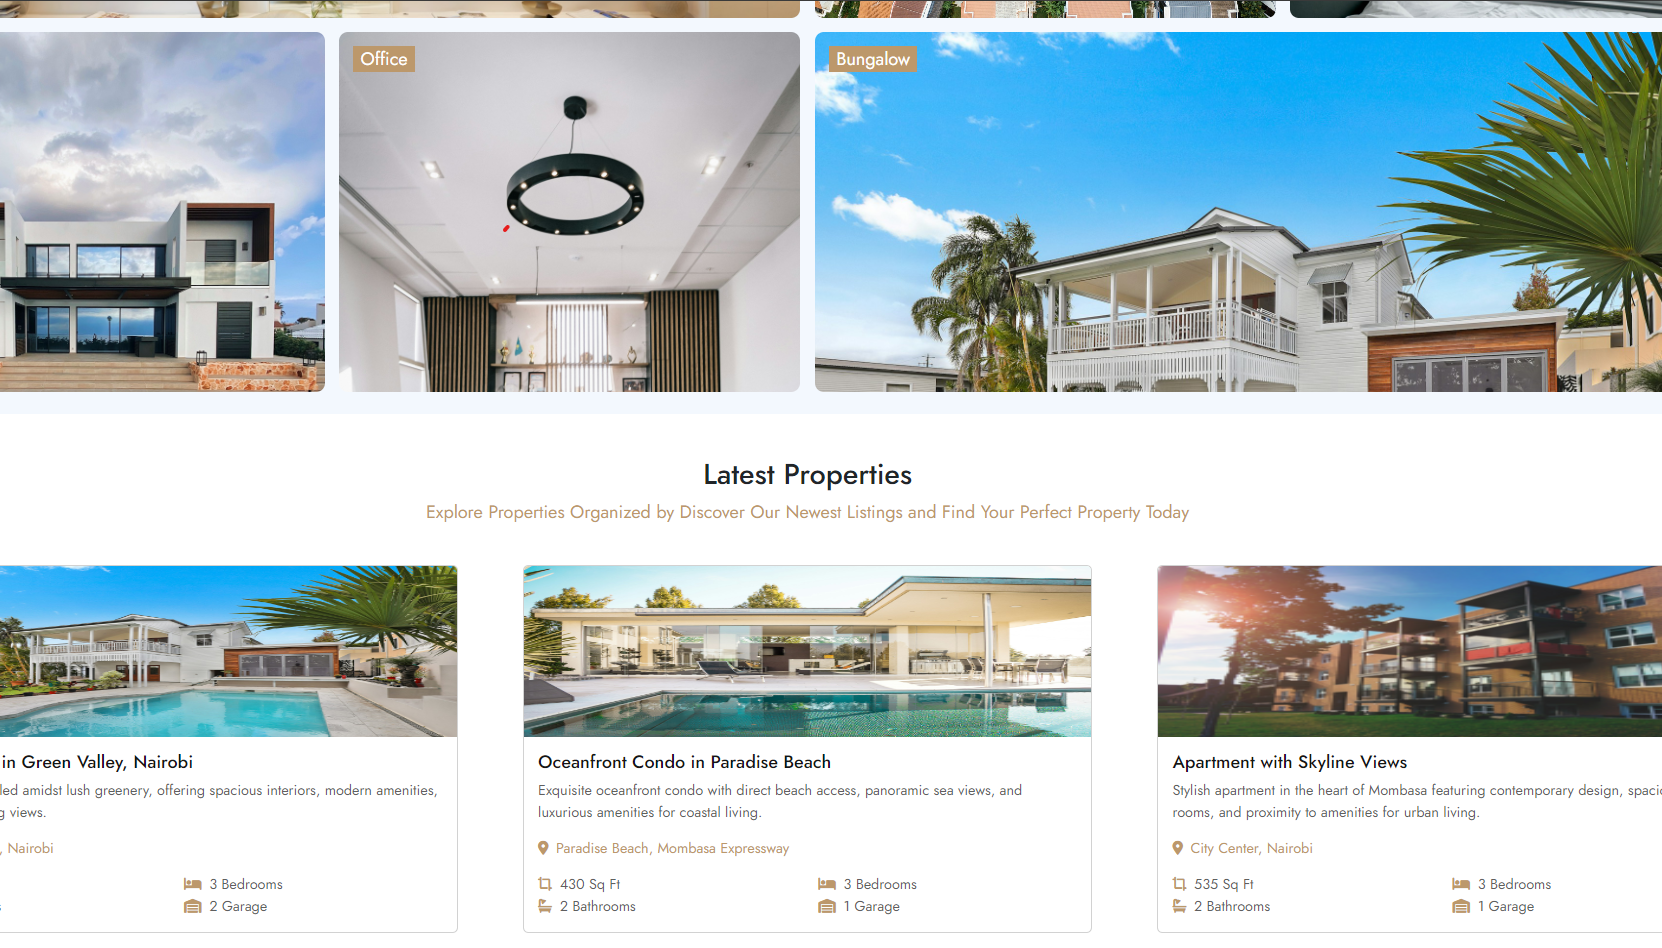 Office
Bungalow
Latest Properties
Explore Properties Organized by Discover Our Newest Listings and Find Your Perfect Property Today
in Green Valley, Nairobi
amidst lush greenery, offering spacious interiors, modern amenities,
views.
, Nairobi
3 Bedrooms
2 Garage
Oceanfront Condo in Paradise Beach
Exquisite oceanfront condo with direct beach access, panoramic sea views, and
luxurious amenities for coastal living.
Paradise Beach, Mombasa Expressway
430 Sq Ft
3 Bedrooms
2 Bathrooms
1 Garage
Apartment with Skyline Views
Stylish apartment in the heart of Mombasa featuring contemporary design,
rooms, and proximity to amenities for urban living.
City Center, Nairobi
535 Sq Ft
3 Bedrooms
2 Bathrooms
1 Garage